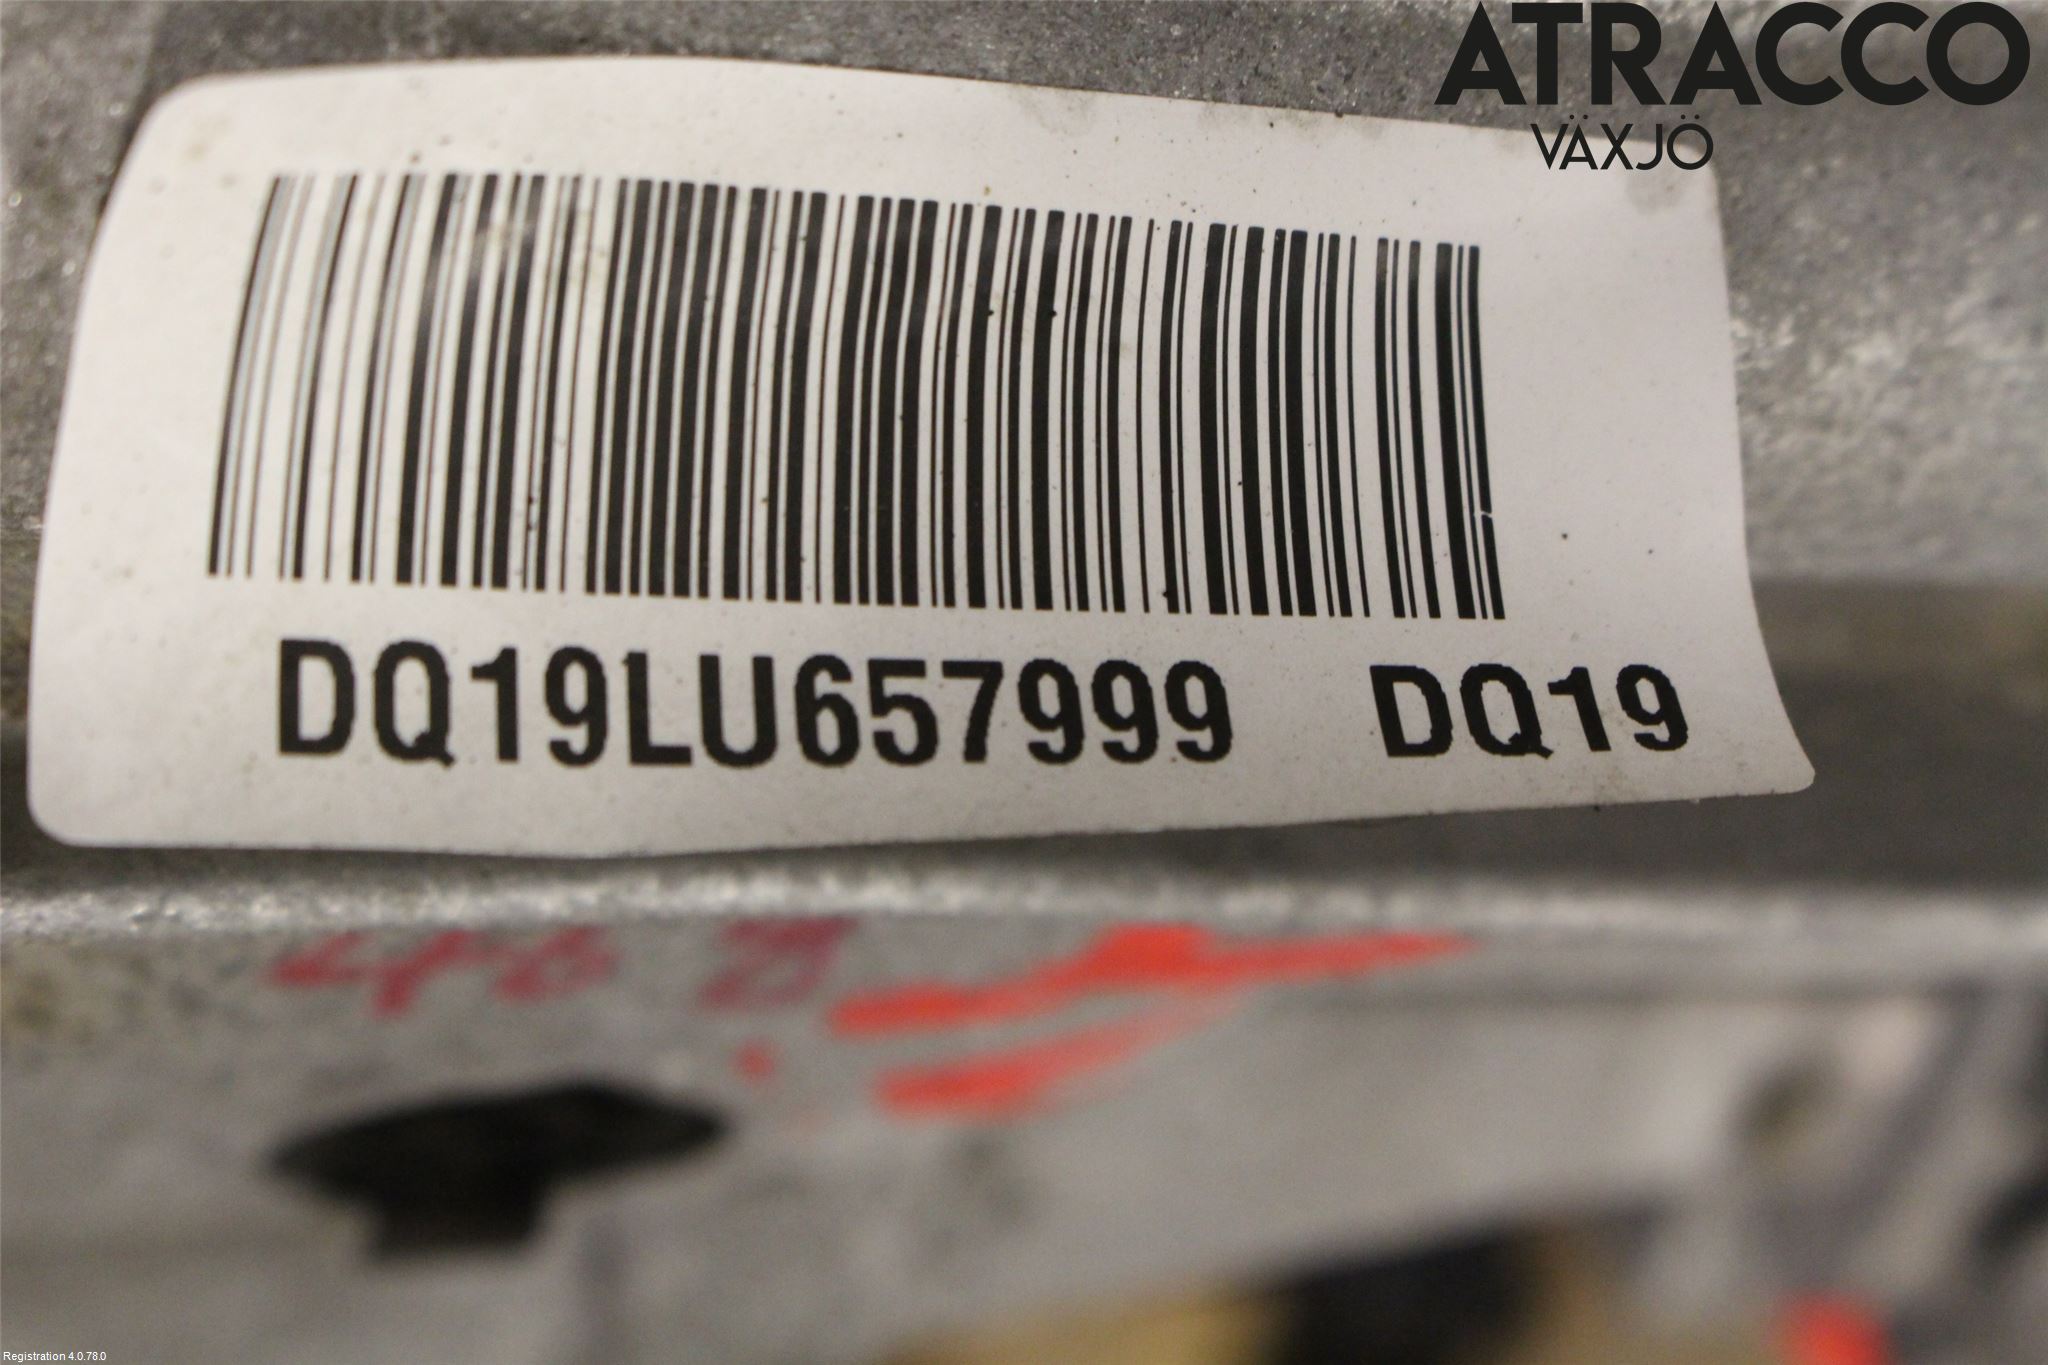 ATRACCO
VÄXJÖ
DQ19LU657999 DQ19
Registration 4.0.78.0